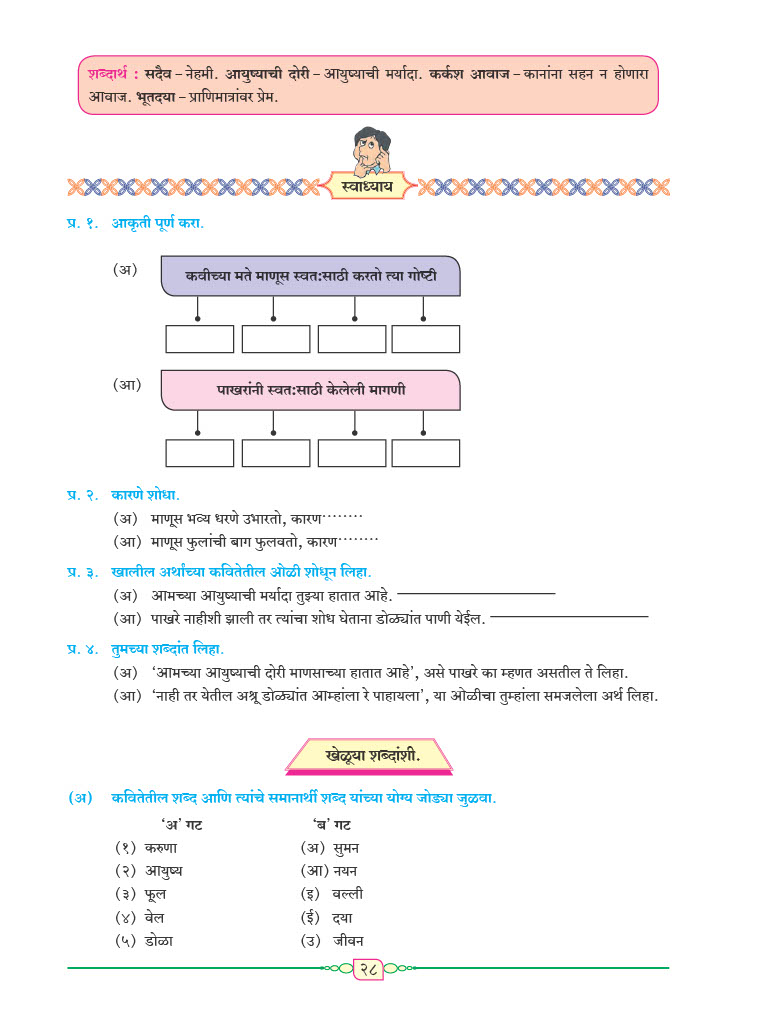 शब्दार्थ : सदैव – नेहमी. आयुष्याची दोरी – आयुष्याची मर्यादा. कर्कश आवाज – कानांना सहन न होणारा
आवाज. भूतदया – प्राणिमात्रांवर प्रेम.
स्वाध्याय
प्र. १. आकृती पूर्ण करा.
(अ) कवीच्या मते माणूस स्वत:साठी करतो त्या गोष्टी
(आ) पाखरांनी स्वत:साठी केलेली मागणी
प्र. २. कारणे शोधा.
(अ) माणूस भव्य धरणे उभारतो, कारण........
(आ) माणूस फुलांची बाग फुलवतो, कारण........
प्र. ३. खालील अर्थांच्या कवितेतील ओळी शोधून लिहा.
(अ) आमच्या आयुष्याची मर्यादा तुझ्या हातात आहे. ____________
(आ) पाखरे नाहीशी झाली तर त्यांचा शोध घेताना डोळ्यांत पाणी येईल. ____________
प्र. ४. तुमच्या शब्दांत लिहा.
(अ) ‘आमच्या आयुष्याची दोरी माणसाच्या हातात आहे’, असे पाखरे का म्हणत असतील ते लिहा.
(आ) ‘नाही तर येतील अश्रू डोळ्यांत आम्हांला रे पाहायला’, या ओळीचा तुम्हांला समजलेला अर्थ लिहा.
खेळूया शब्दांशी.
(अ) कवितेतील शब्द आणि त्यांचे समानार्थी शब्द यांच्या योग्य जोड्या जुळवा.
‘अ’ गट ‘ब’ गट
(१) करुणा (अ) सुमन
(२) आयुष्य (आ) नयन
(३) फूल (इ) वल्ली
(४) वेल (ई) दया
(५) डोळा (उ) जीवन
२८